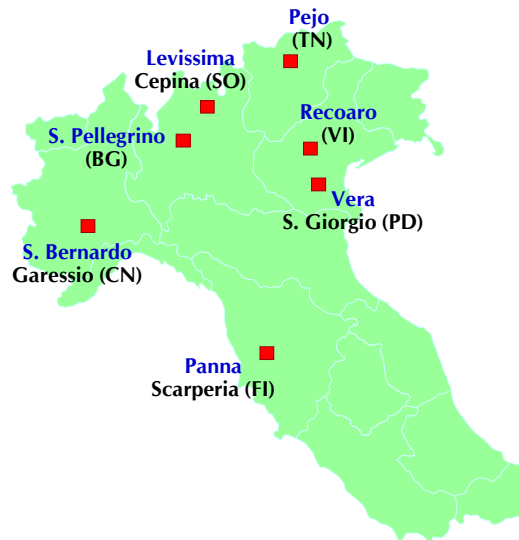 Pejo
(TN)
Levissima
Cepina (SO)
Recoaro
(VI)
S. Pellegrino
(BG)
Vera
S. Giorgio (PD)
S. Bernardo
Garessio (CN)
Panna
Scarperia (FI)